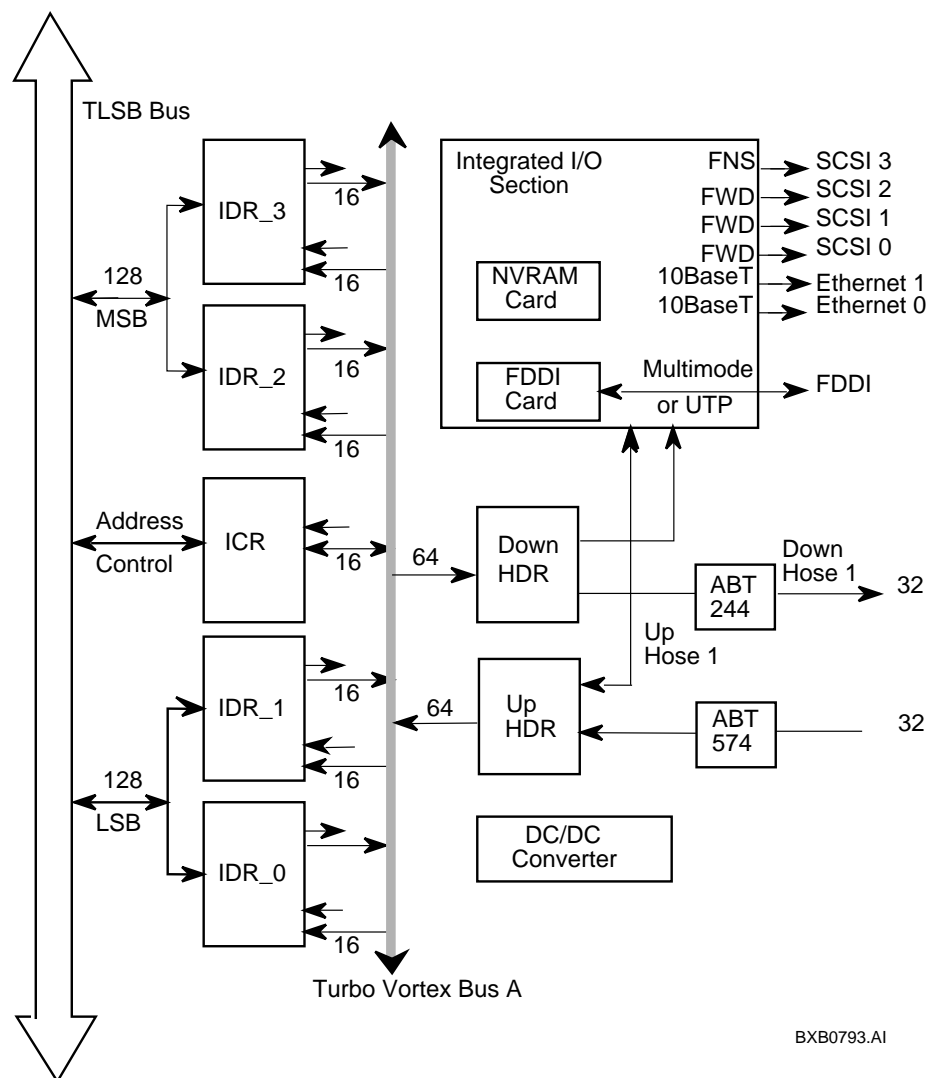 TLSB Bus
IDR_3
16
16
128
MSB
IDR_2
16
16
Address
Control
ICR
16
IDR_1
16
16
128
LSB
IDR_0
16
Turbo Vortex Bus A
Integrated I/O
Section
NVRAM
Card
FDDI
Card
FNS
SCSI 3
FWD
SCSI 2
FWD
SCSI 1
FWD
SCSI 0
10BaseT
Ethernet 1
10BaseT
Ethernet 0
Multimode
or UTP
FDDI
64
Down
HDR
ABT
244
Down
Hose 1
32
Up
Hose 1
64
Up
HDR
ABT
574
32
DC/DC
Converter
BXB0793.AI